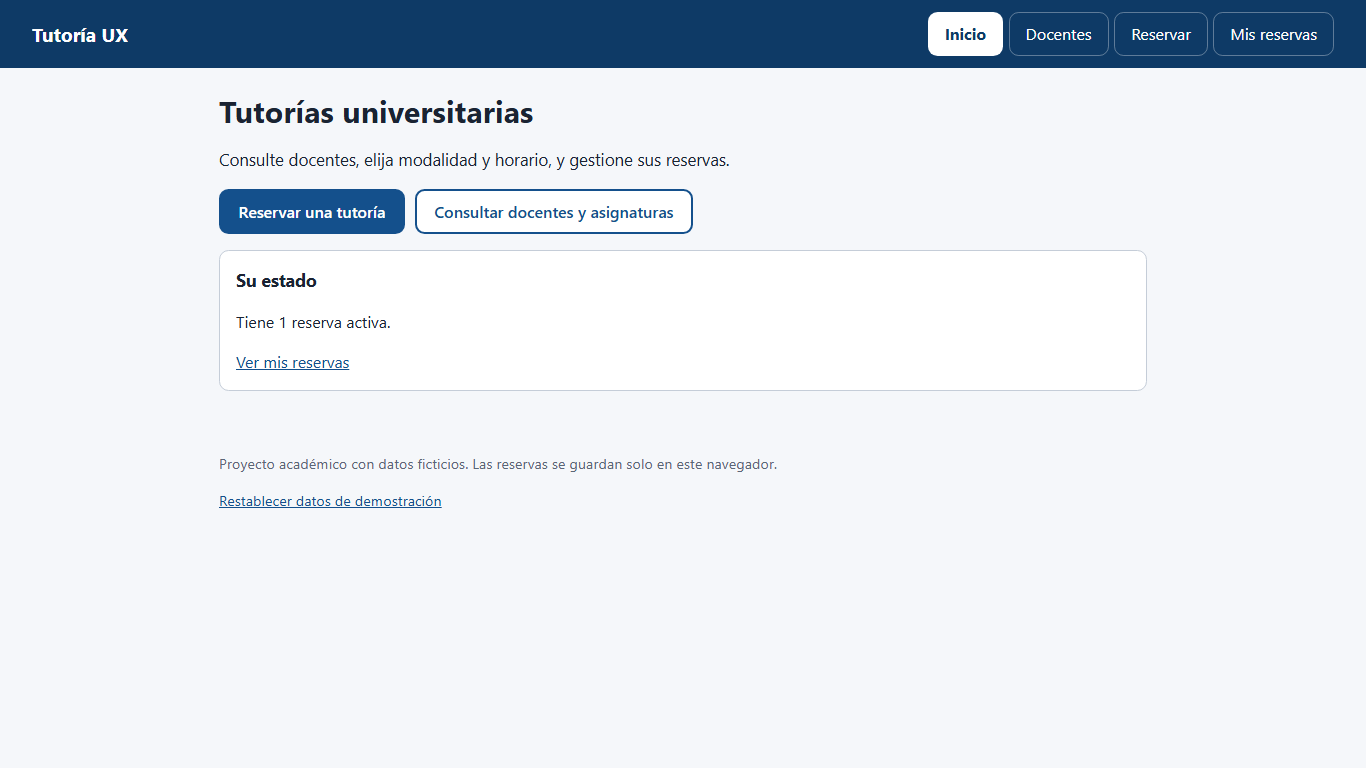 Tutoría UX
Inicio
Docentes
Reservar
Mis reservas
Tutorías universitarias
Consulte docentes, elija modalidad y horario, y gestione sus reservas.
Reservar una tutoría
Consultar docentes y asignaturas
Su estado
Tiene 1 reserva activa.
Ver mis reservas
Proyecto académico con datos ficticios. Las reservas se guardan solo en este navegador.
Restablecer datos de demostración